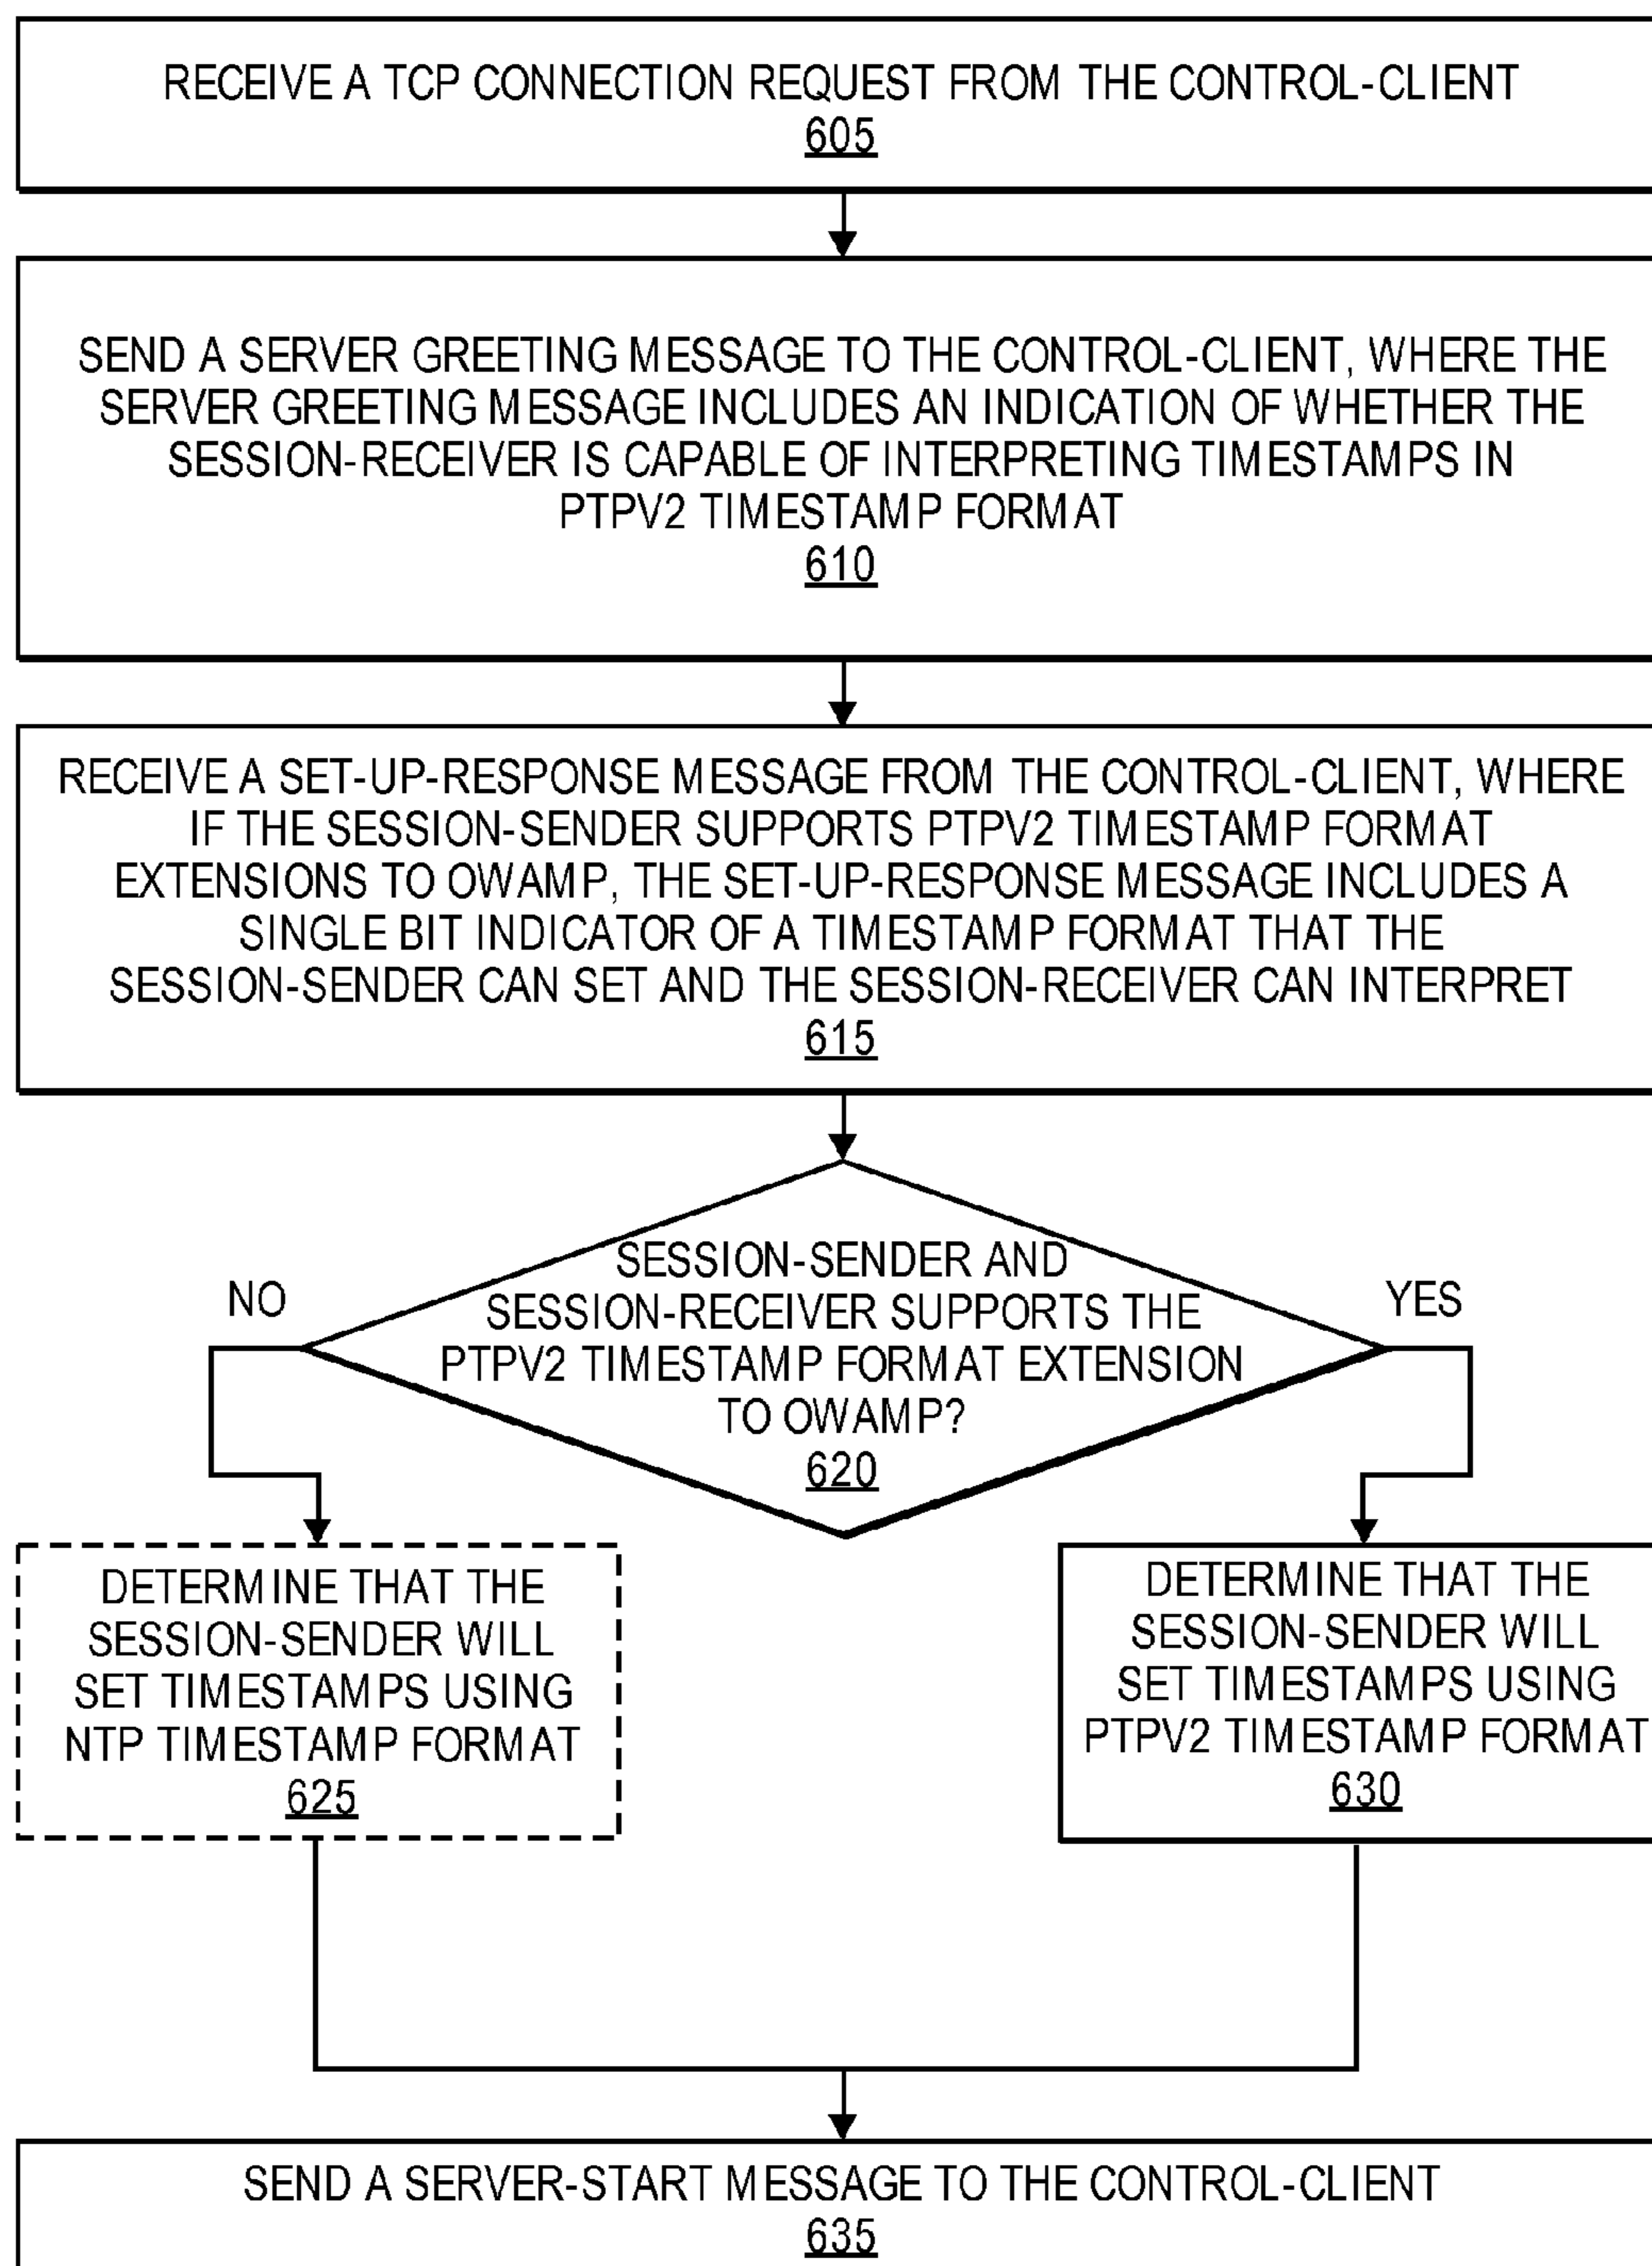 RECEIVE A TCP CONNECTION REQUEST FROM THE CONTROL-CLIENT
605
SEND A SERVER GREETING MESSAGE TO THE CONTROL-CLIENT, WHERE THE
SERVER GREETING MESSAGE INCLUDES AN INDICATION OF WHETHER THE
SESSION-RECEIVER IS CAPABLE OF INTERPRETING TIMESTAMPS IN
PTPV2 TIMESTAMP FORMAT
610
RECEIVE A SET-UP-RESPONSE MESSAGE FROM THE CONTROL-CLIENT, WHERE
IF THE SESSION-SENDER SUPPORTS PTPV2 TIMESTAMP FORMAT
EXTENSIONS TO OWAMP, THE SET-UP-RESPONSE MESSAGE INCLUDES A
SINGLE BIT INDICATOR OF A TIMESTAMP FORMAT THAT THE
SESSION-SENDER CAN SET AND THE SESSION-RECEIVER CAN INTERPRET
615
SESSION-SENDER AND
SESSION-RECEIVER SUPPORTS THE
PTPV2 TIMESTAMP FORMAT EXTENSION
TO OWAMP?
620
NO
YES
DETERMINE THAT THE
SESSION-SENDER WILL
SET TIMESTAMPS USING
NTP TIMESTAMP FORMAT
625
DETERMINE THAT THE
SESSION-SENDER WILL
SET TIMESTAMPS USING
PTPV2 TIMESTAMP FORMAT
630
SEND A SERVER-START MESSAGE TO THE CONTROL-CLIENT
635